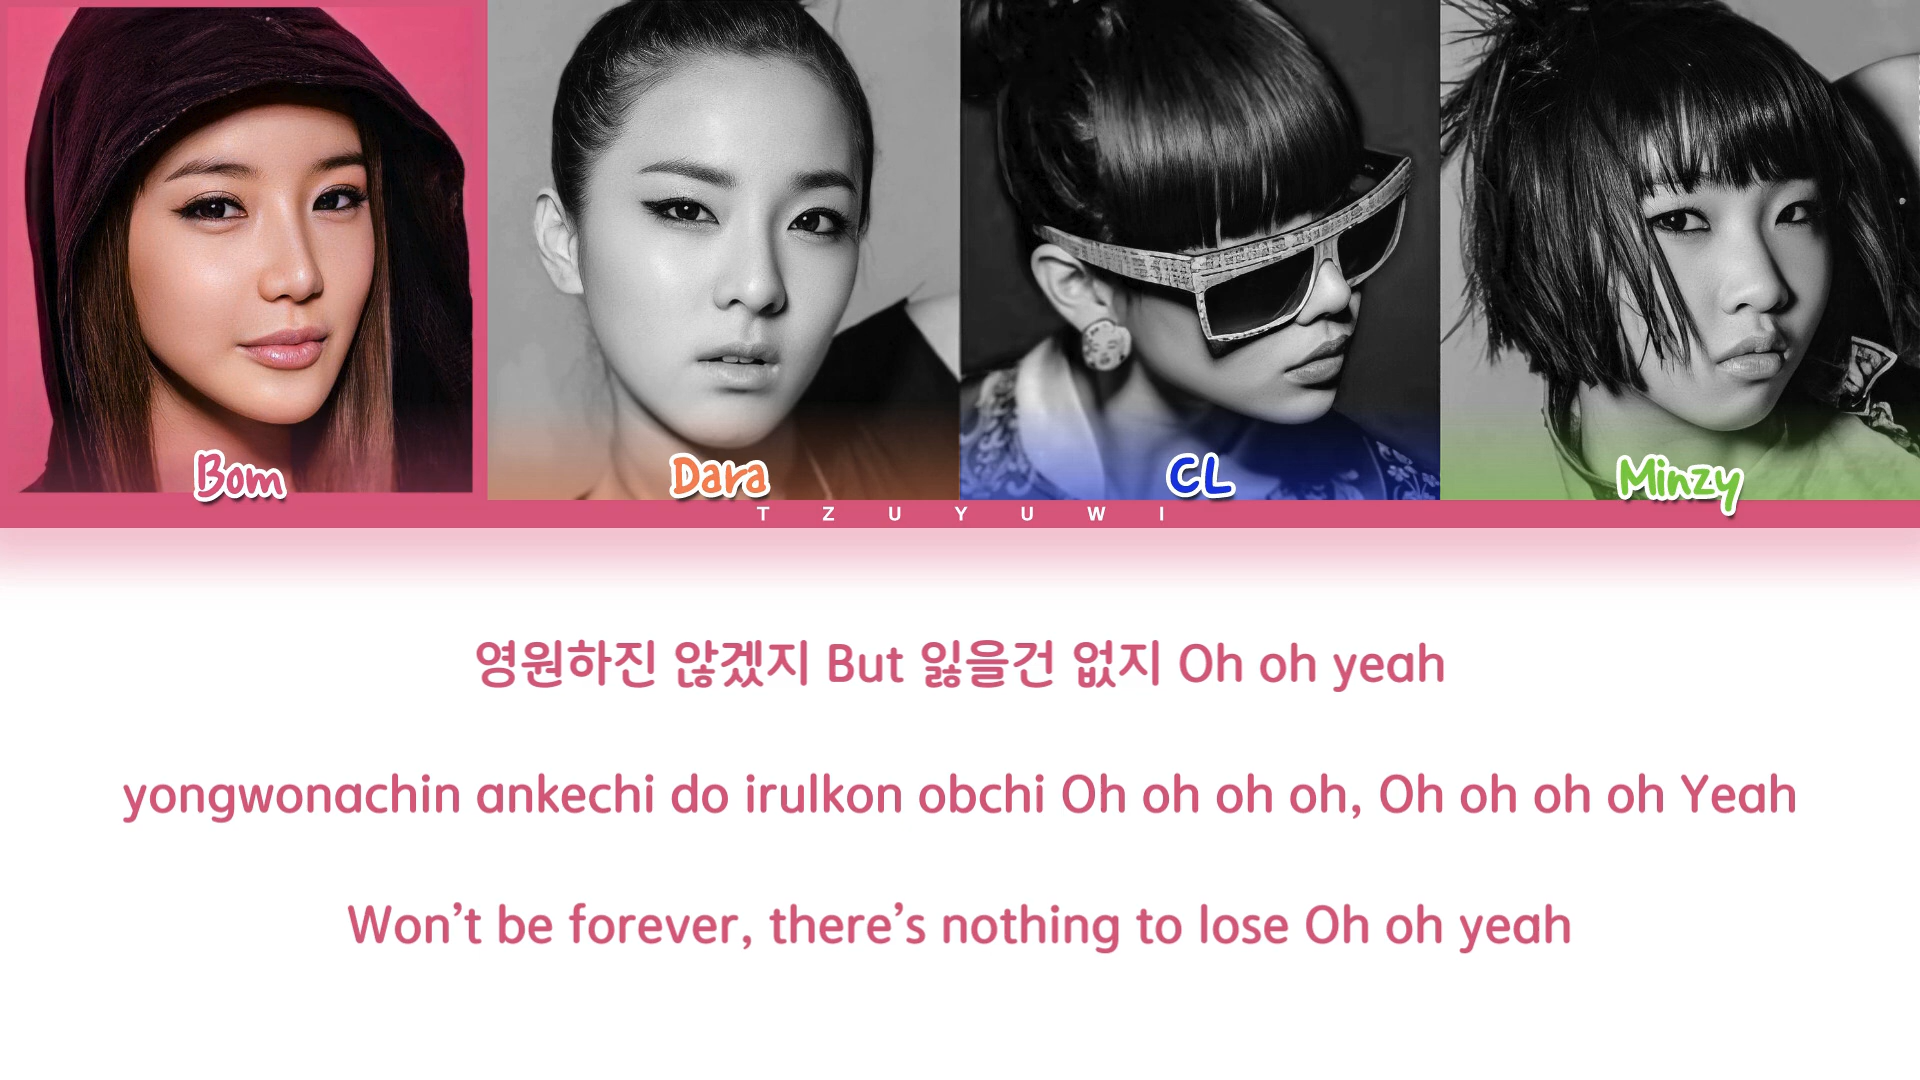 Bom
Dara
CL
Minzy
TZUYUWI
영원하진 않겠지 But 잃을건 없지 Oh oh yeah
yongwonachin ankechi do irulkon obchi Oh oh oh oh, Oh oh oh oh Yeah
Won’t be forever, there’s nothing to lose Oh oh yeah